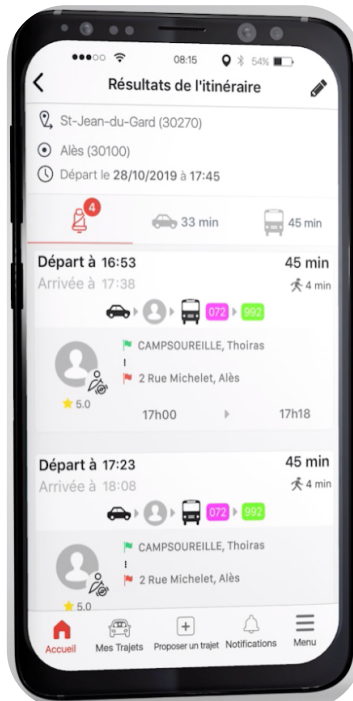 08:15 54%
Résultats de l'itinéraire
St-Jean-du-Gard (30270)
Alès (30100)
Départ le 28/10/2019 à 17:45
4 33 min 45 min
Départ à 16:53 45 min
Arrivée à 17:38 4 min
072 992
CAMPSOUREILLE, Thoiras
2 Rue Michelet, Alès
5.0
17h00 17h18
Départ à 17:23 45 min
Arrivée à 18:08 4 min
072 992
CAMPSOUREILLE, Thoiras
2 Rue Michelet, Alès
5.0
Accueil Mes Trajets Proposer un trajet Notifications Menu